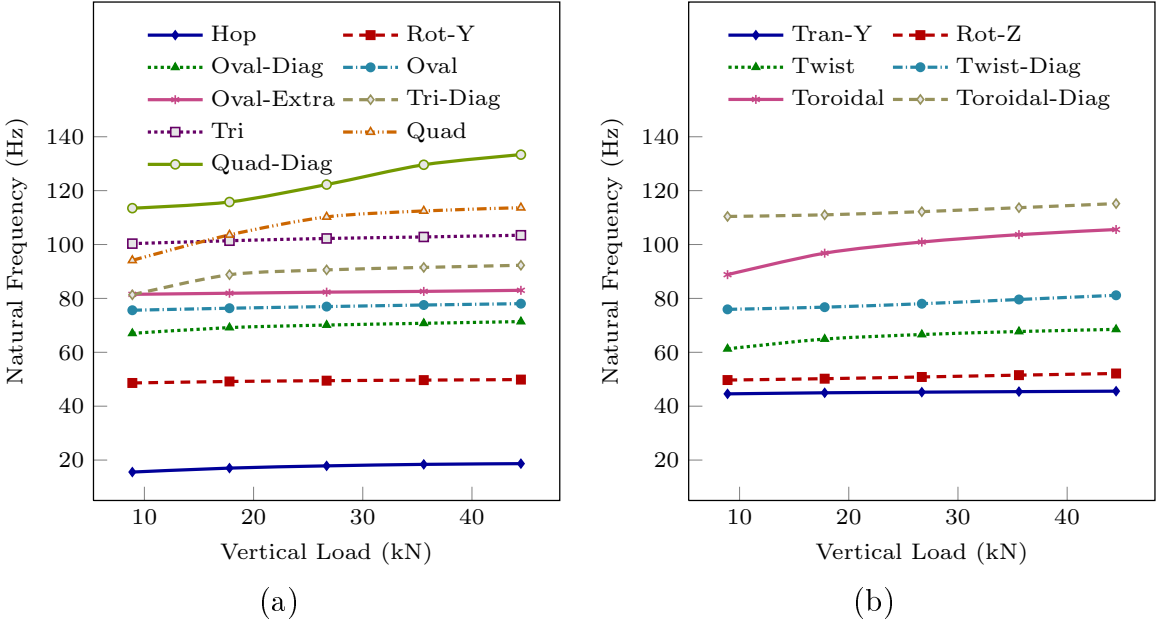 Hop Rot-Y
Oval-Diag Oval
Oval-Extra Tri-Diag
Tri Quad
Quad-Diag
140
120
100
80
60
40
20
Natural Frequency (Hz)
10 20 30 40
Vertical Load (kN)
(a)
Tran-Y Rot-Z
Twist Twist-Diag
Toroidal Toroidal-Diag
140
120
100
80
60
40
20
Natural Frequency (Hz)
10 20 30 40
Vertical Load (kN)
(b)